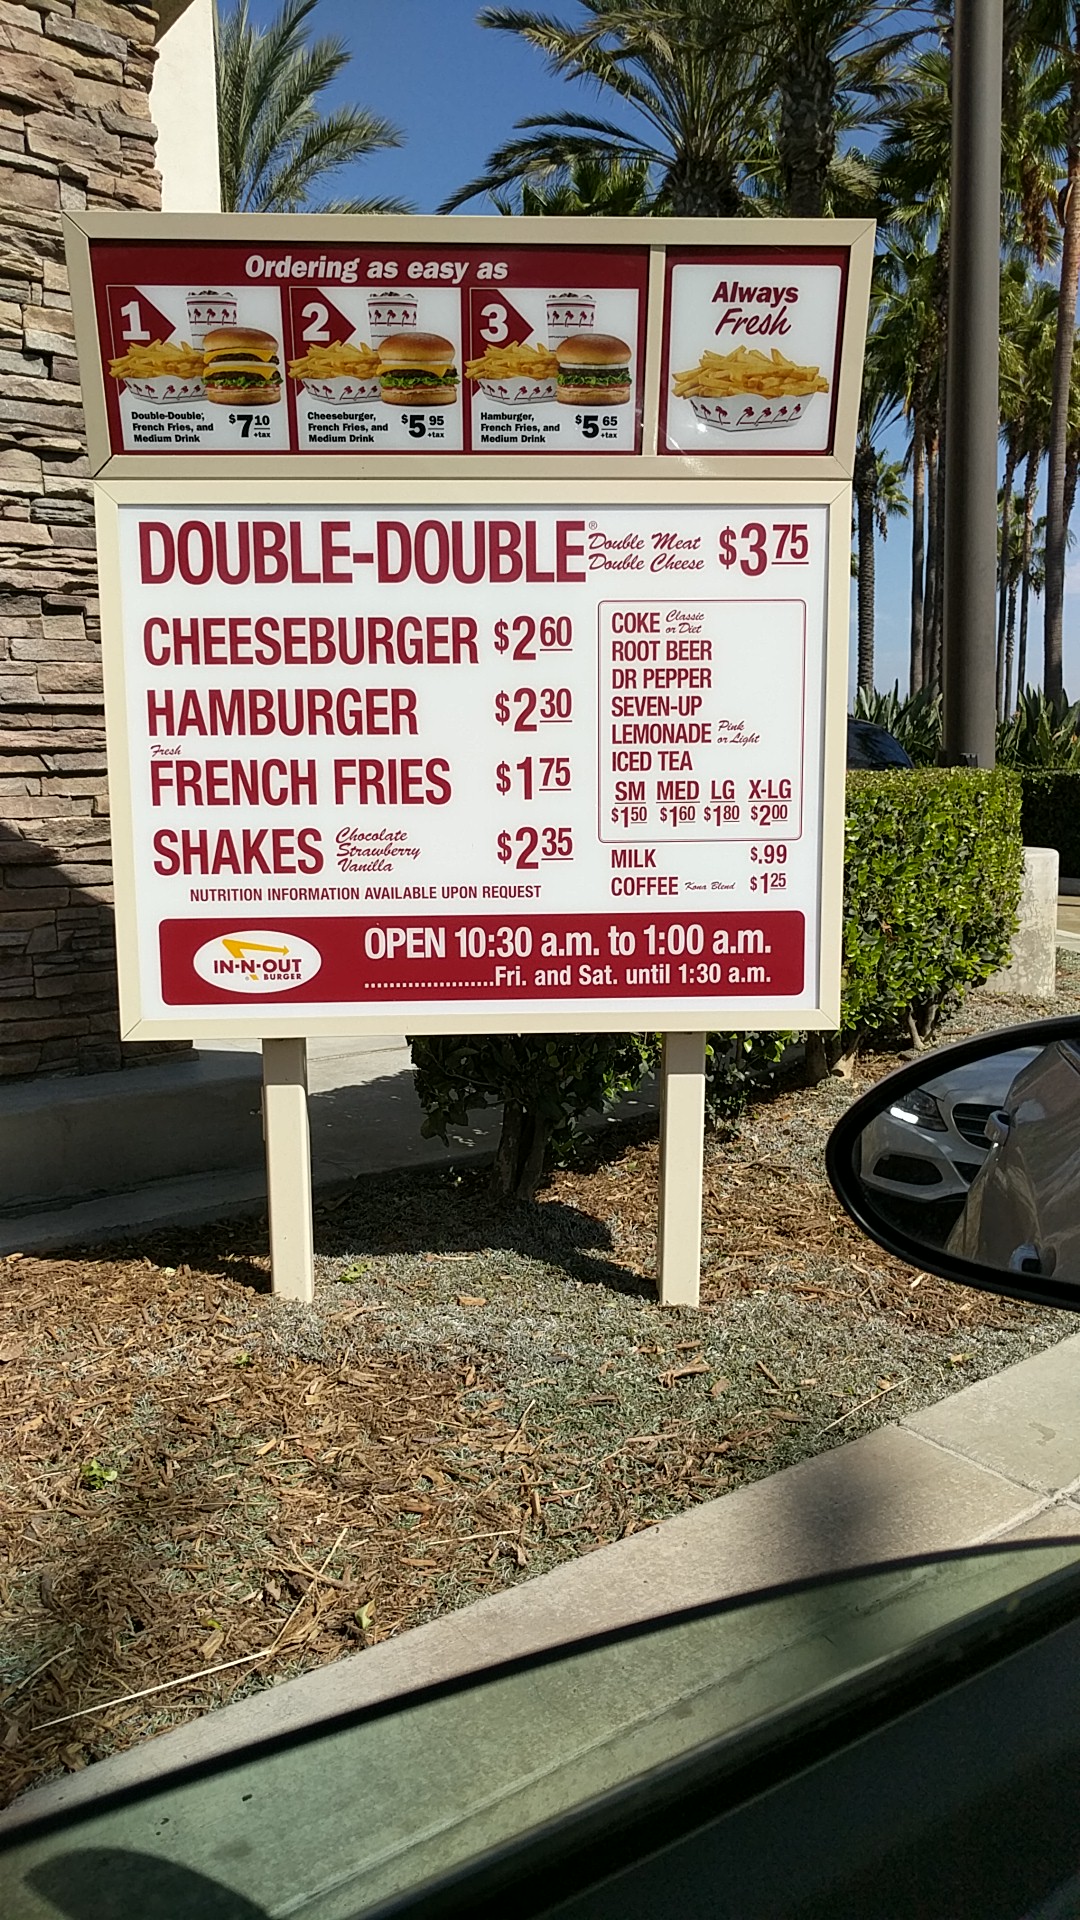 Ordering as easy as
1
Double-Double®,
French Fries, and
Medium Drink
$7.10
+tax
2
Cheeseburger,
French Fries, and
Medium Drink
$5.95
+tax
3
Hamburger,
French Fries, and
Medium Drink
$5.65
+tax
Always
Fresh
DOUBLE-DOUBLE® Double Meat Double Cheese $3 75
CHEESEBURGER $2 60
HAMBURGER $2 30
Fresh
FRENCH FRIES $1 75
SHAKES Chocolate Strawberry Vanilla $2 35
NUTRITION INFORMATION AVAILABLE UPON REQUEST
COKE Classic or Diet
ROOT BEER
DR PEPPER
SEVEN-UP
LEMONADE Pink or Light
ICED TEA
SM MED LG X-LG
$1 50 $1 60 $1 80 $2 00
MILK $.99
COFFEE Kona Blend $1 25
IN-N-OUT
BURGER
OPEN 10:30 a.m. to 1:00 a.m.
.....................Fri. and Sat. until 1:30 a.m.